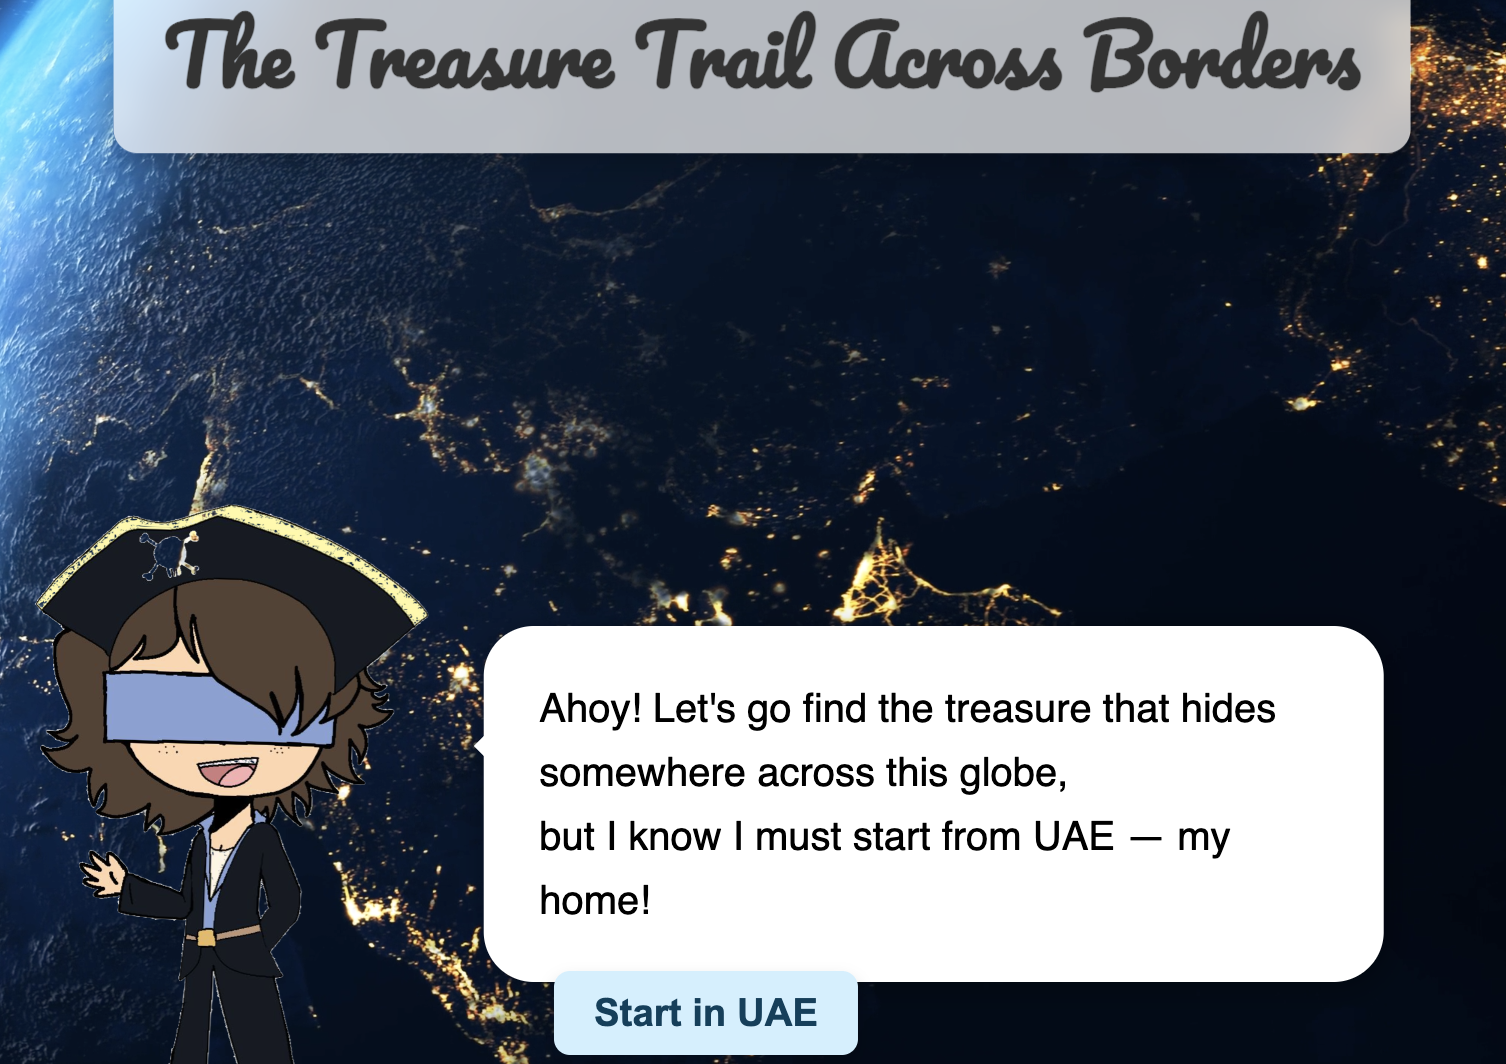 The Treasure Trail Across Borders
Ahoy! Let's go find the treasure that hides
somewhere across this globe,
but I know I must start from UAE — my
home!
Start in UAE